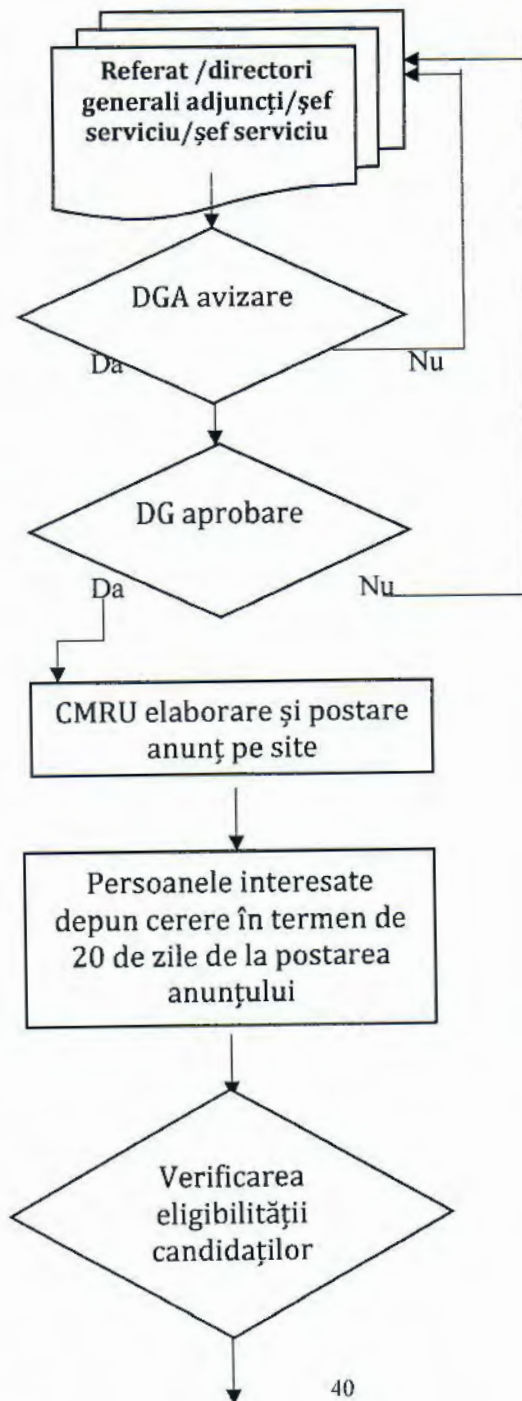 Referat /directori
generali adjuncți/șef
serviciu/șef serviciu
DGA avizare
Da
Nu
DG aprobare
Da
Nu
CMRU elaborare și postare
anunț pe site
Persoanele interesate
depun cerere în termen de
20 de zile de la postarea
anunțului
Verificarea
eligibilității
candidaților
40